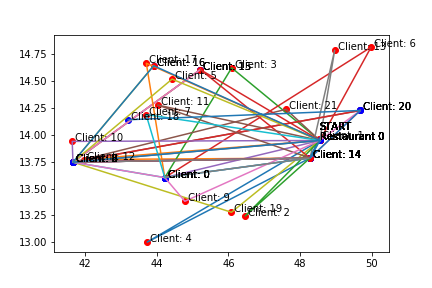 14.75
14.50
14.25
14.00
13.75
13.50
13.25
13.00
42
44
46
48
50
Client: 6
Client: 13
Client: 17
Client: 16
Client: 15
Client: 3
Client: 5
Client: 11
Client: 7
Client: 18
Client: 21
Client: 20
START
Restaurant 0
Client: 10
Client: 12
Client: 14
Client: 0
Client: 9
Client: 19
Client: 2
Client: 4